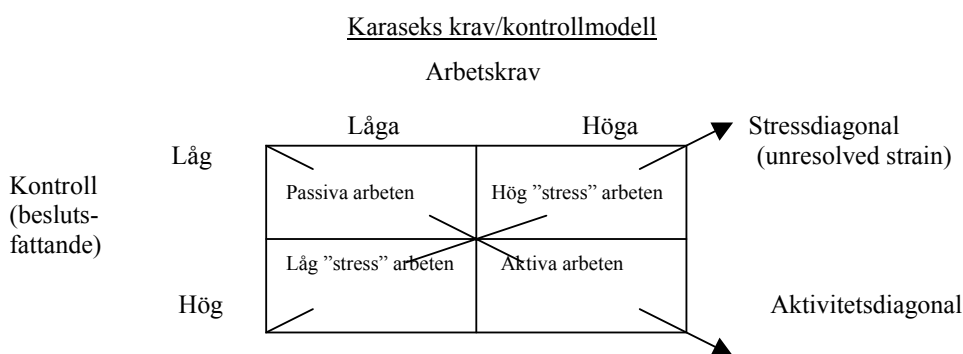 Karaseks krav/kontrollmodell
Arbetskrav
Låga Höga Stressdiagonal
(unresolved strain)
Låg
Kontroll
(besluts-
fattande)
Passiva arbeten Hög ”stress” arbeten
Låg ”stress” arbeten Aktiva arbeten
Hög Aktivitetsdiagonal